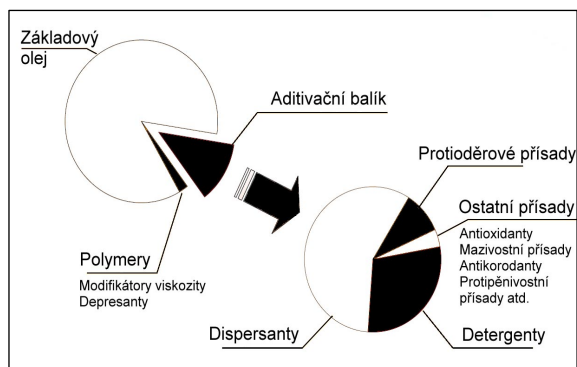 Základový
olej
Aditivační balík
Protioděrové přísady
Ostatní přísady
Antioxidanty
Mazivostní přísady
Antikorodanty
Protipěnivostní
přísady atd.
Polymery
Modifikátory viskozity
Depresanty
Dispersanty
Detergenty